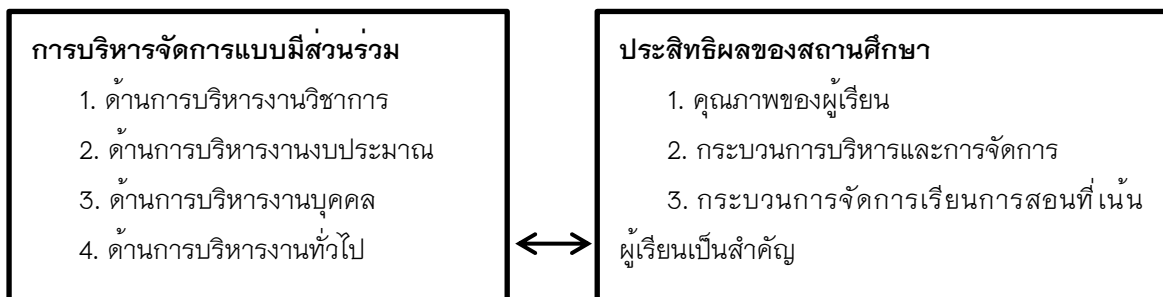 การบริหารจัดการแบบมีส่วนร่วม
1. ด้านการบริหารงานวิชาการ
2. ด้านการบริหารงานงบประมาณ
3. ด้านการบริหารงานบุคคล
4. ด้านการบริหารงานทั่วไป
ประสิทธิผลของสถานศึกษา
1. คุณภาพของผู้เรียน
2. กระบวนการบริหารและการจัดการ
3. กระบวนการจัดการเรียนการสอนที่เน้น
ผู้เรียนเป็นสำคัญ